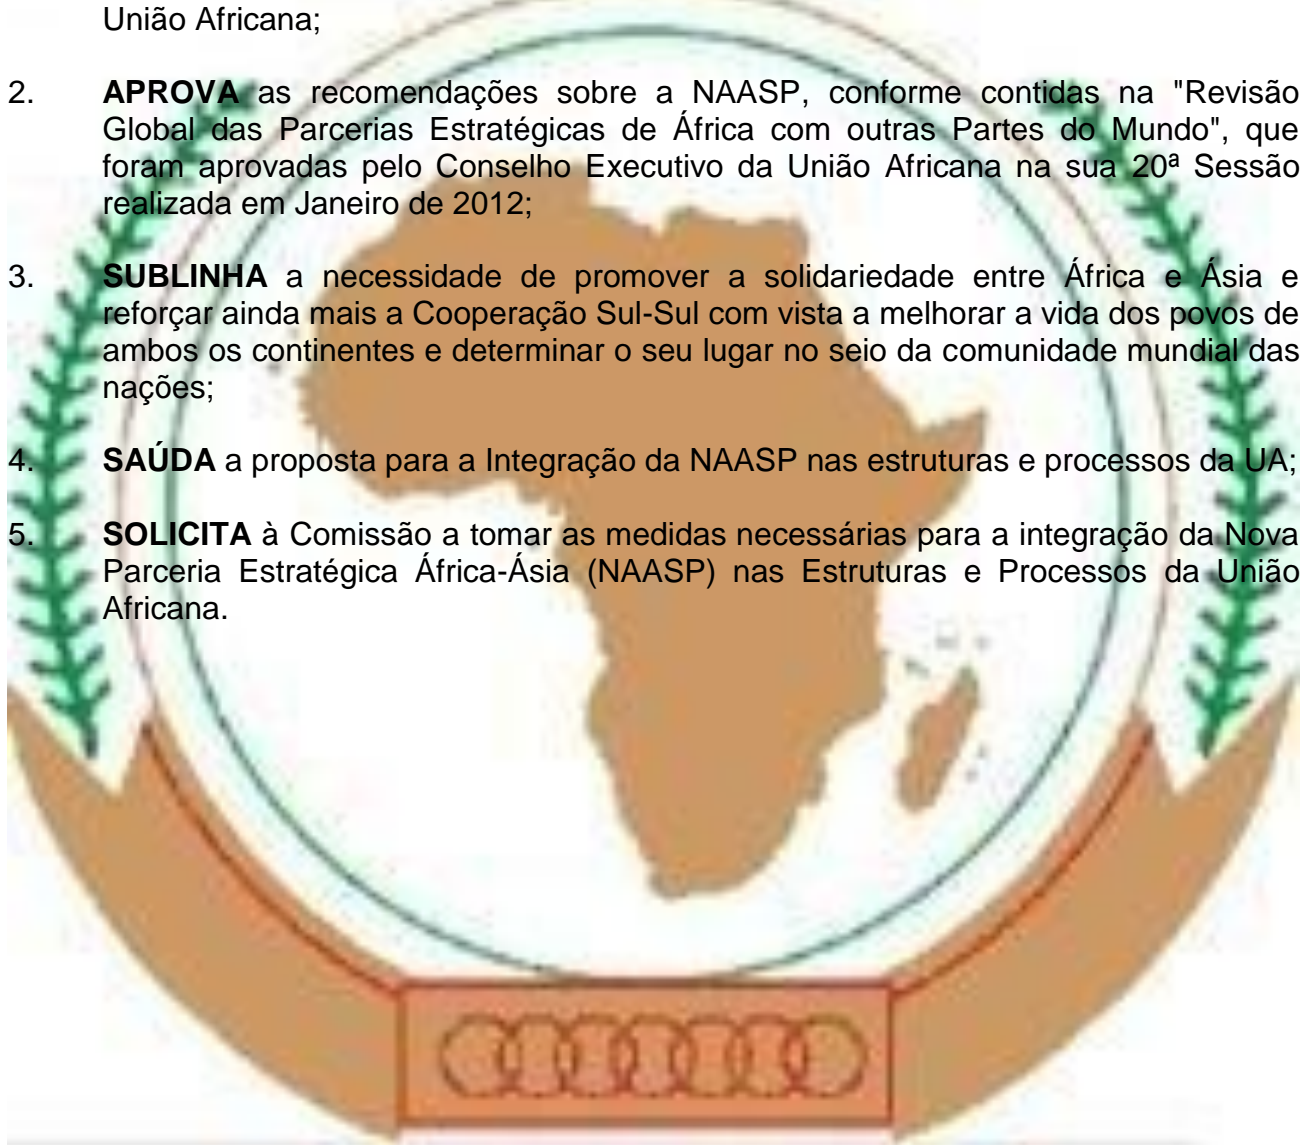 União Africana;
2. APROVA as recomendações sobre a NAASP, conforme contidas na "Revisão
Global das Parcerias Estratégicas de África com outras Partes do Mundo", que
foram aprovadas pelo Conselho Executivo da União Africana na sua 20ª Sessão
realizada em Janeiro de 2012;
3. SUBLINHA a necessidade de promover a solidariedade entre África e Ásia e
reforçar ainda mais a Cooperação Sul-Sul com vista a melhorar a vida dos povos de
ambos os continentes e determinar o seu lugar no seio da comunidade mundial das
nações;
4. SAÚDA a proposta para a Integração da NAASP nas estruturas e processos da UA;
5. SOLICITA à Comissão a tomar as medidas necessárias para a integração da Nova
Parceria Estratégica África-Ásia (NAASP) nas Estruturas e Processos da União
Africana.